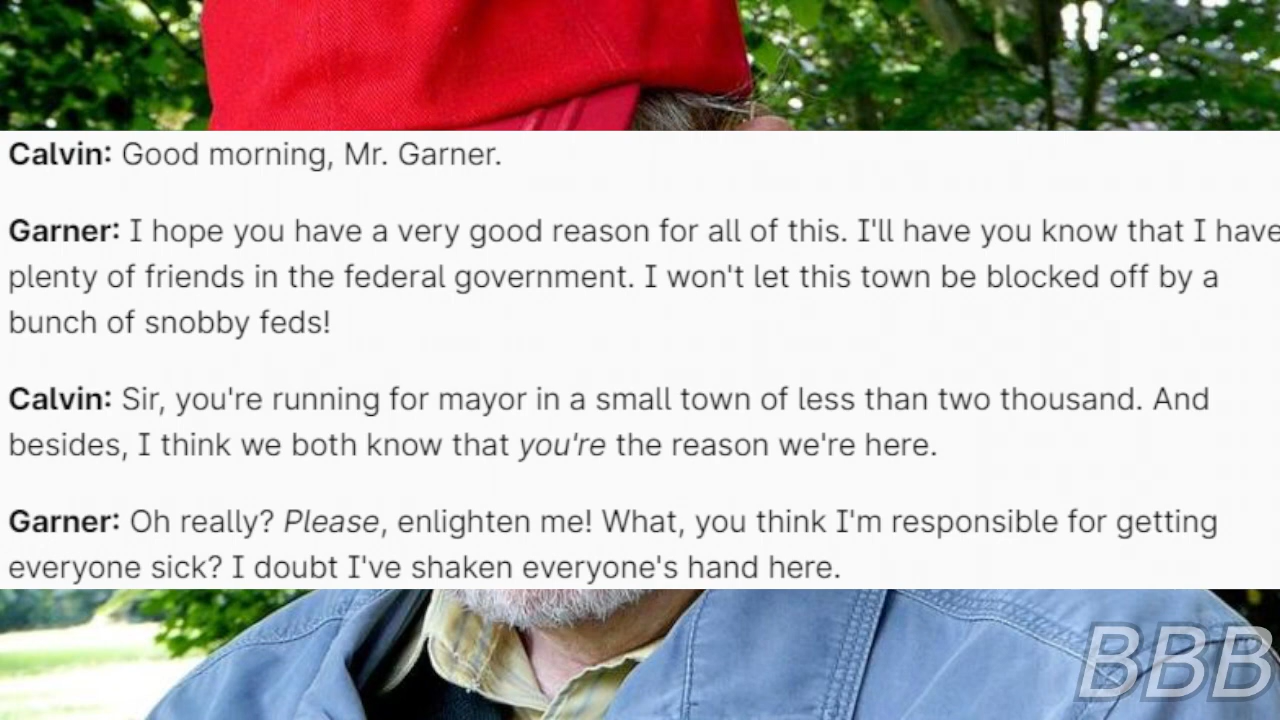 Calvin: Good morning, Mr. Garner.
Garner: I hope you have a very good reason for all of this. I'll have you know that I have
plenty of friends in the federal government. I won't let this town be blocked off by a
bunch of snobby feds!
Calvin: Sir, you're running for mayor in a small town of less than two thousand. And
besides, I think we both know that you're the reason we're here.
Garner: Oh really? Please, enlighten me! What, you think I'm responsible for getting
everyone sick? I doubt I've shaken everyone's hand here.
BBB